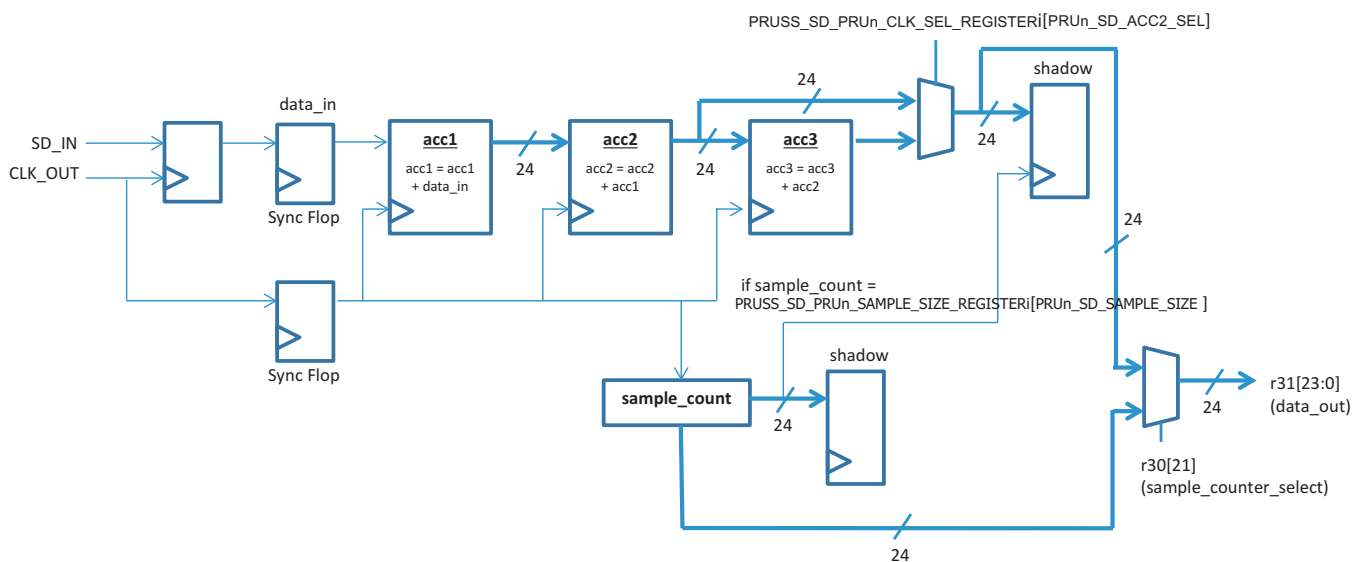 PRUSS_SD_PRUn_CLK_SEL_REGISTERi[PRUn_SD_ACC2_SEL]
shadow
24
24
24
data_in
SD_IN
CLK_OUT
Sync Flop
acc1
acc1 = acc1
+ data_in
24
acc2
acc2 = acc2
+ acc1
24
acc3
acc3 = acc3
+ acc2
if sample_count =
PRUSS_SD_PRUn_SAMPLE_SIZE_REGISTERi[PRUn_SD_SAMPLE_SIZE ]
Sync Flop
shadow
sample_count
24
24
r31[23:0]
(data_out)
r30[21]
(sample_counter_select)
24